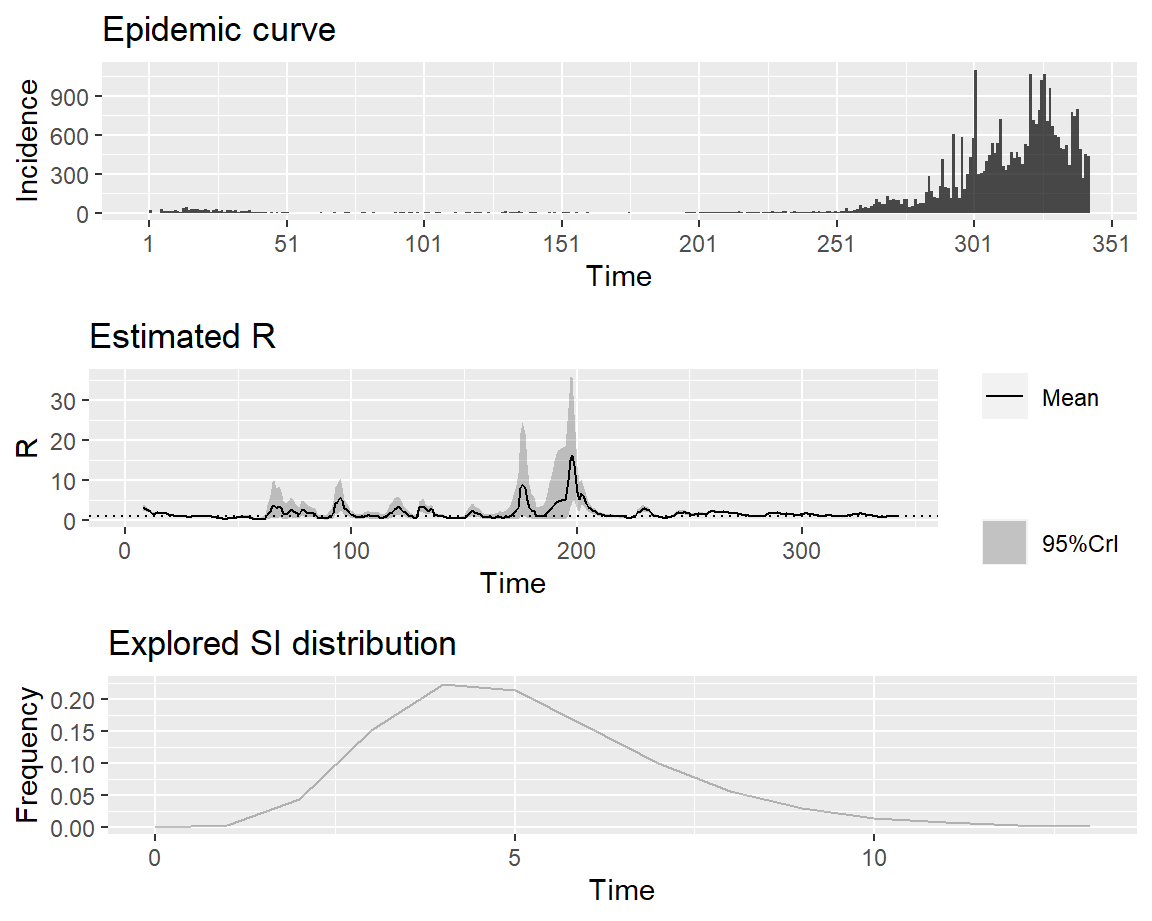 Epidemic curve
Incidence
900
600
300
0
1 51 101 151 201 251 301 351
Time
Estimated R
R
30
20
10
0
0 100 200 300
Time
Mean
95%CrI
Explored SI distribution
Frequency
0.20
0.15
0.10
0.05
0.00
0 5 10
Time